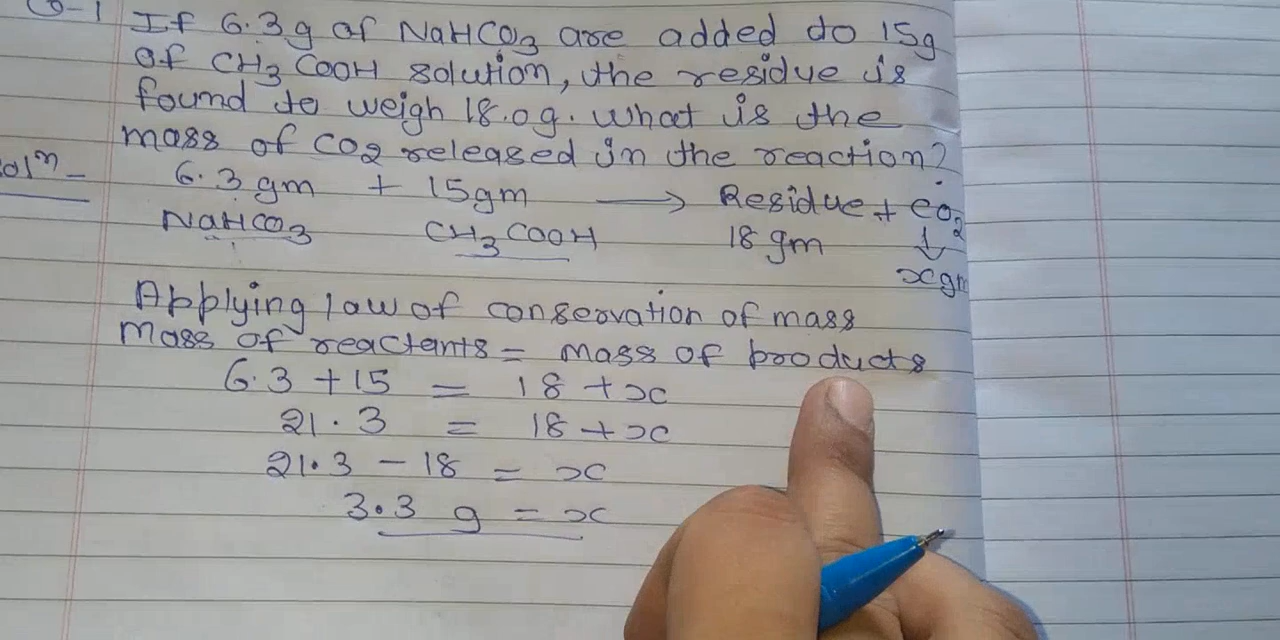 Q-1 If 6.3g of NaHCO3 are added do 15g
of CH3COOH solution, the residue is
found to weigh 18.0g. What is the
mass of CO2 released in the reaction?
olⁿ- 6.3 gm + 15gm → Residue + CO2
NaHCO3 CH3COOH 18 gm ↓
x gm
Applying law of conservation of mass
Mass of reactants = mass of products
6.3 + 15 = 18 + x
21.3 = 18 + x
21.3 - 18 = x
3.3 g = x